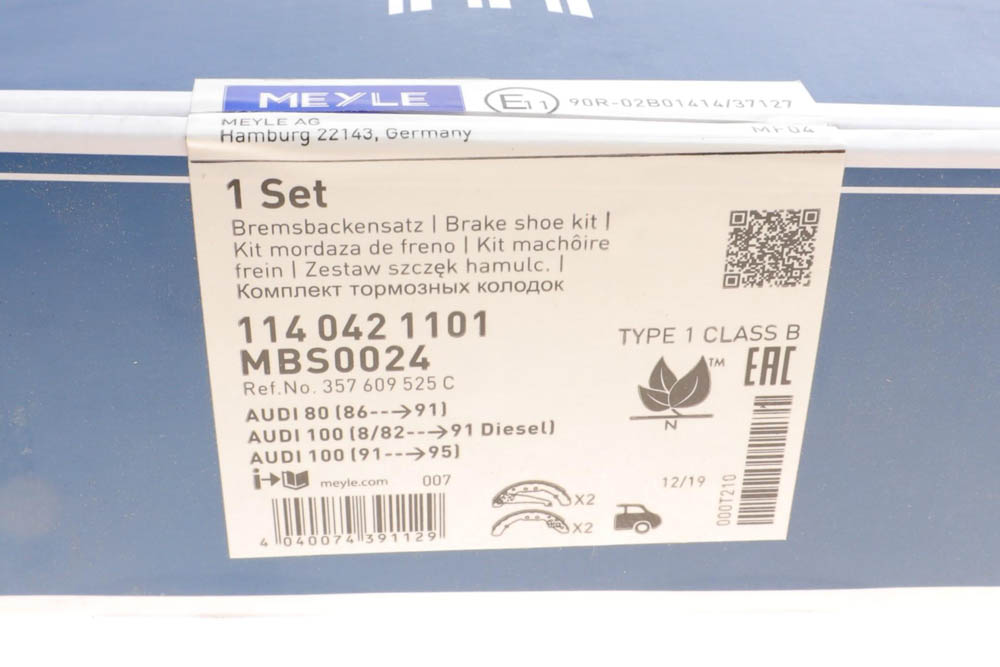 MEYLE
E11 90R-02B01414/37127
MEYLE AG
Hamburg 22143, Germany
1 Set
Bremsbackensatz | Brake shoe kit |
Kit mordaza de freno | Kit machôire
frein | Zestaw szczęk hamulc. |
Комплект тормозных колодок
114 042 1101
MBS0024
Ref.No. 357 609 525 C
AUDI 80 (86--->91)
AUDI 100 (8/82--->91 Diesel)
AUDI 100 (91--->95)
TYPE 1 CLASS B
TM
EAC
N
i→ meyle.com 007
12/19
X2
X2
000T210
4 040074 391129